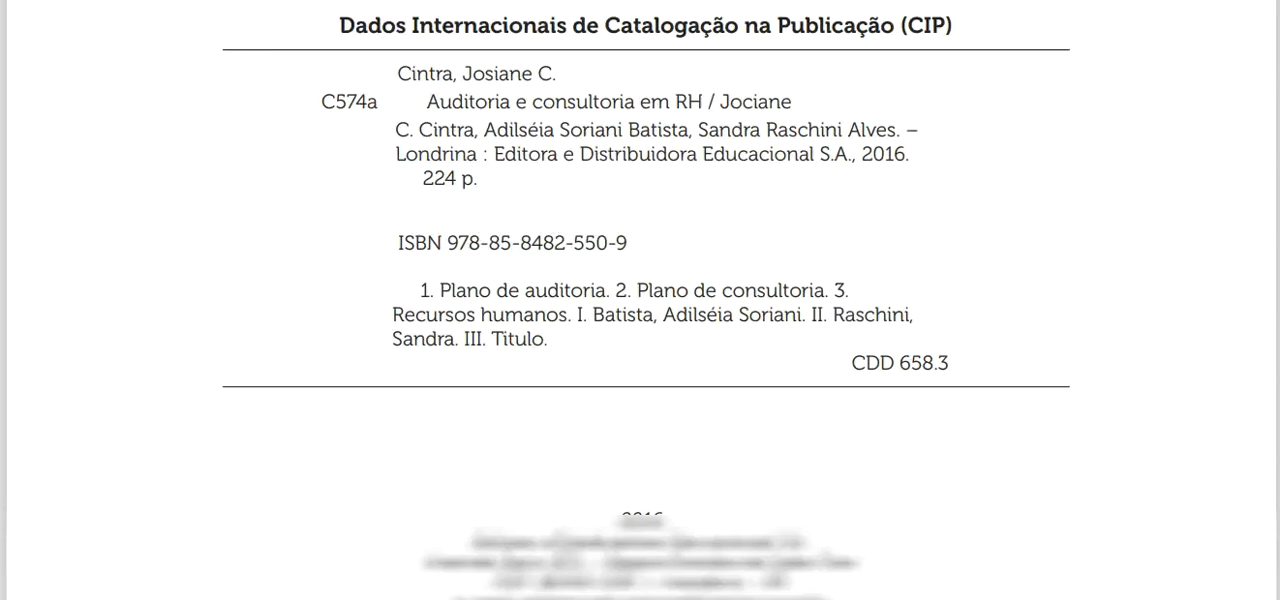 Dados Internacionais de Catalogação na Publicação (CIP)
Cintra, Josiane C.
C574a Auditoria e consultoria em RH / Jociane
C. Cintra, Adilséia Soriani Batista, Sandra Raschini Alves. –
Londrina : Editora e Distribuidora Educacional S.A., 2016.
224 p.
ISBN 978-85-8482-550-9
1. Plano de auditoria. 2. Plano de consultoria. 3.
Recursos humanos. I. Batista, Adilséia Soriani. II. Raschini,
Sandra. III. Titulo.
CDD 658.3